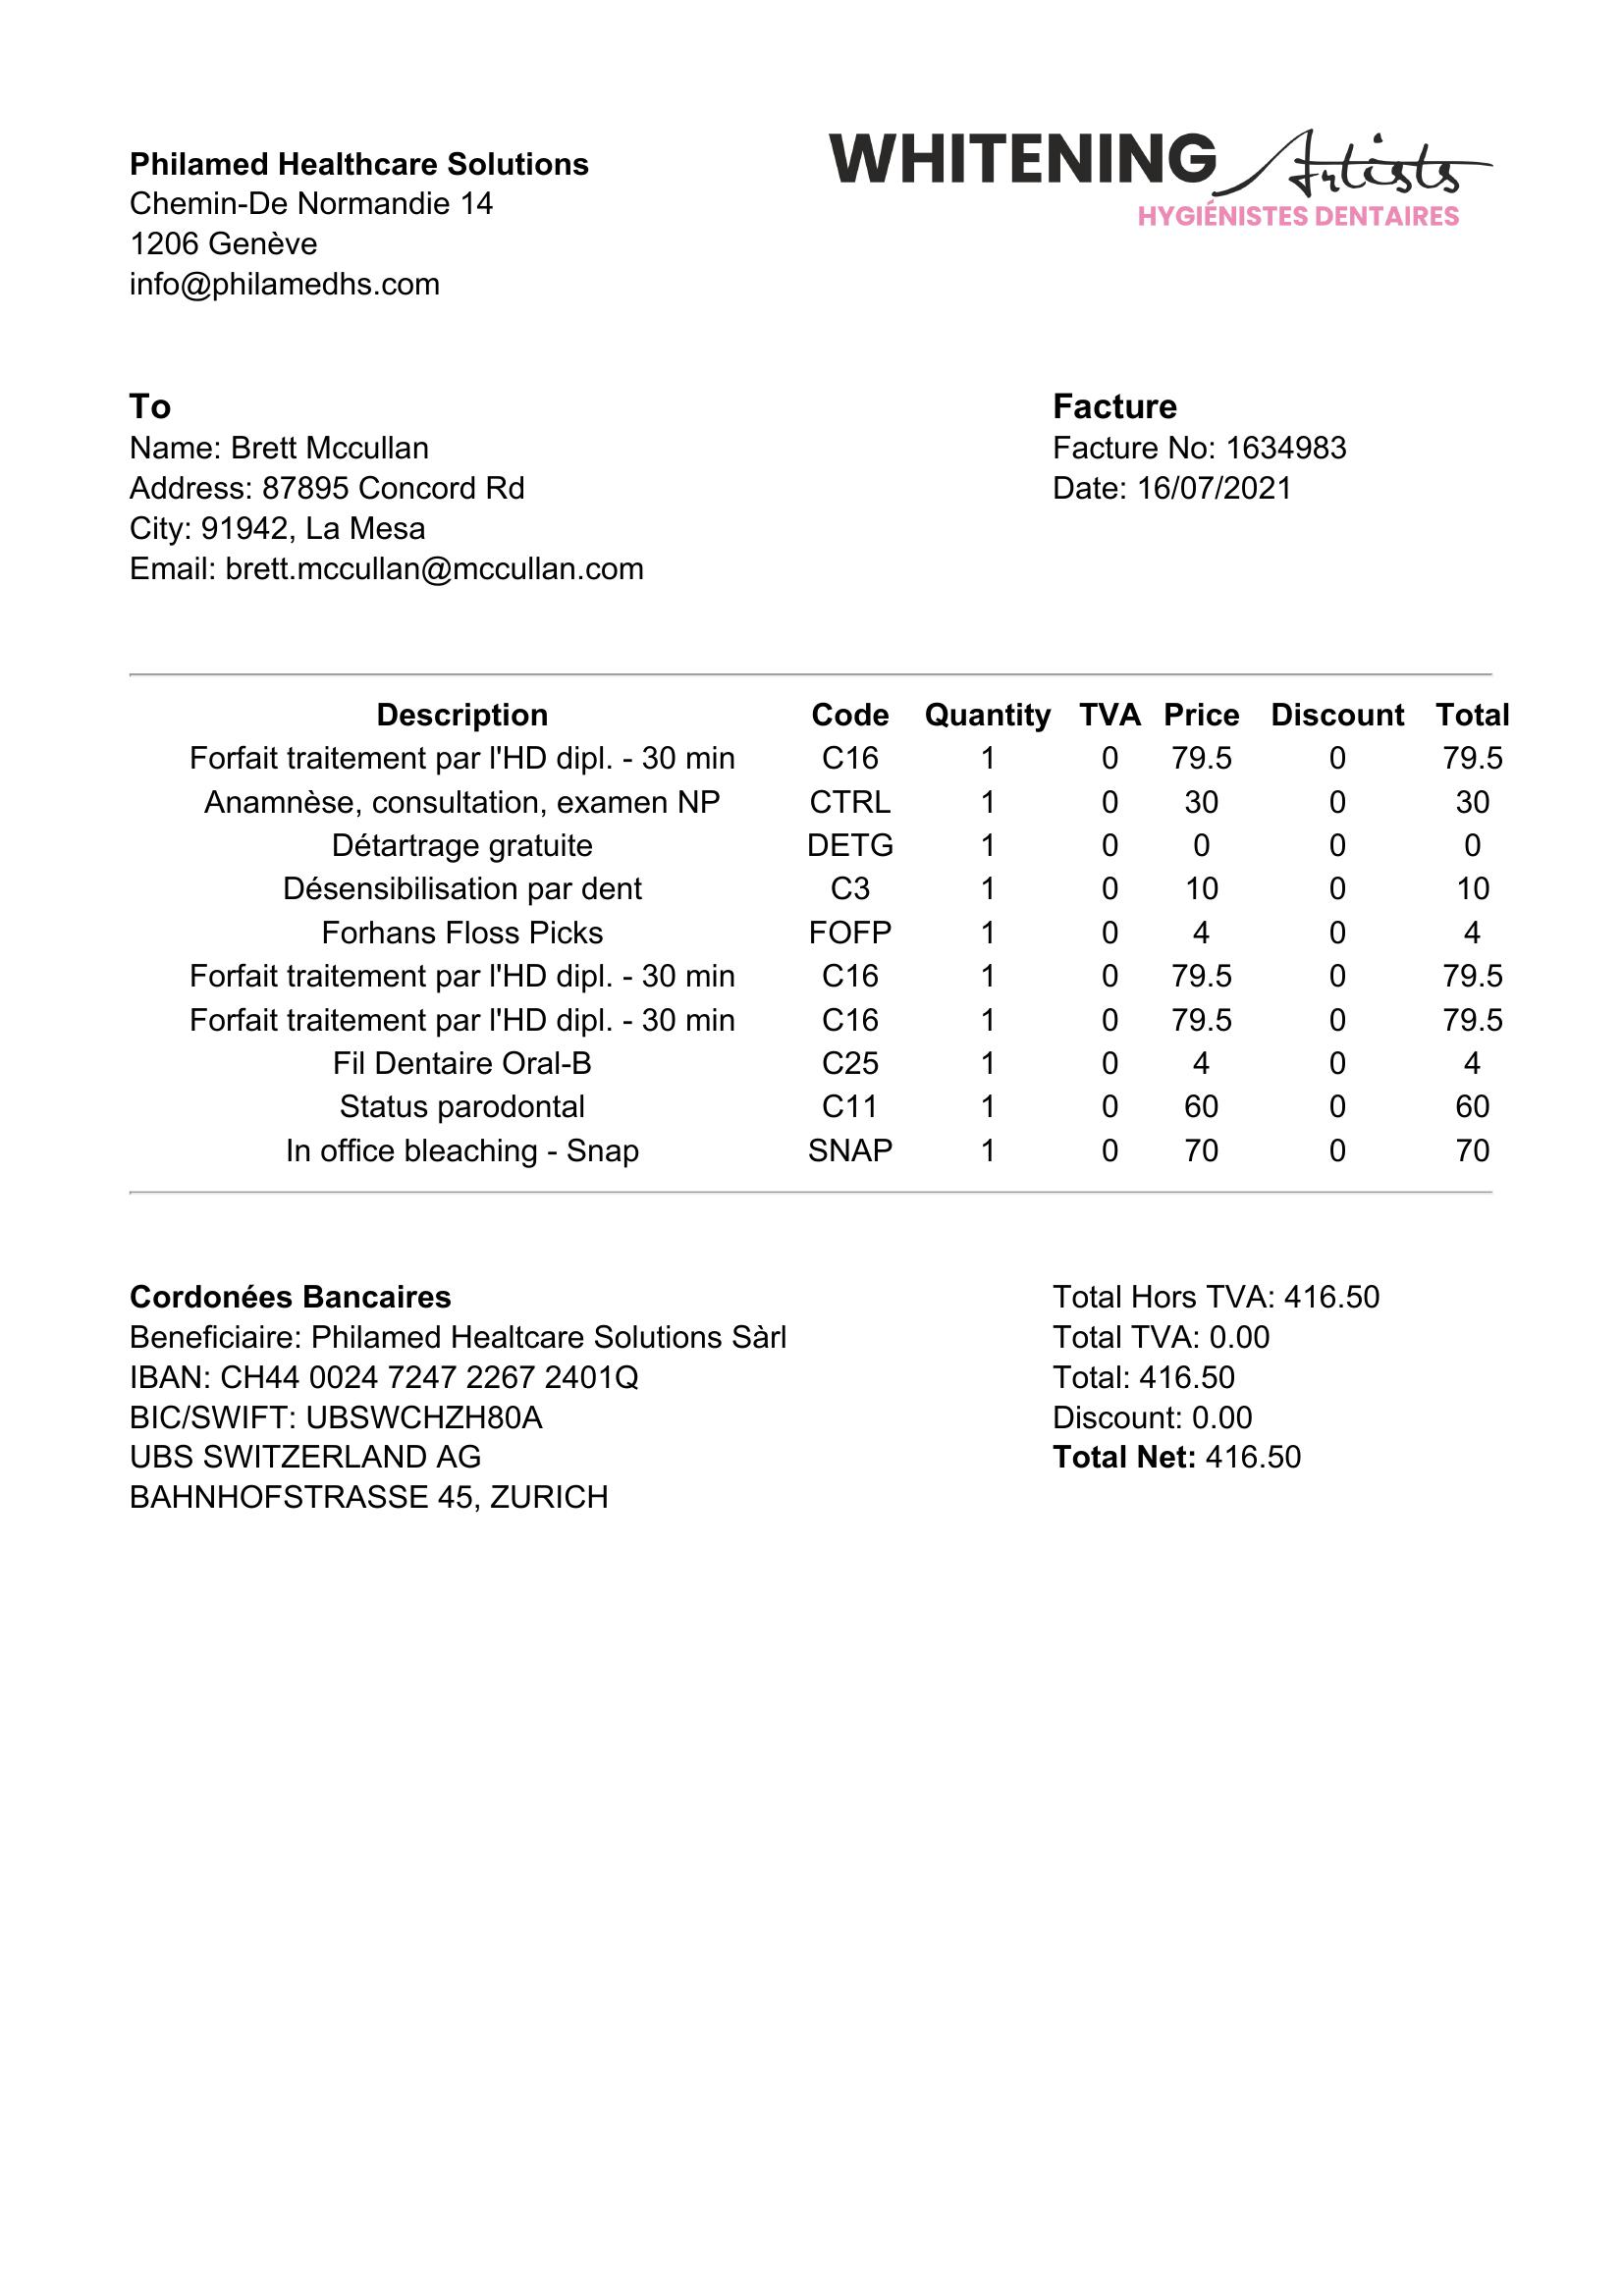 Philamed Healthcare Solutions
Chemin-De Normandie 14
1206 Genève
info@philamedhs.com
WHITENING Artists
HYGIÉNISTES DENTAIRES
To
Name: Brett Mccullan
Address: 87895 Concord Rd
City: 91942, La Mesa
Email: brett.mccullan@mccullan.com
Facture
Facture No: 1634983
Date: 16/07/2021
Description Code Quantity TVA Price Discount Total
Forfait traitement par l'HD dipl. - 30 min C16 1 0 79.5 0 79.5
Anamnèse, consultation, examen NP CTRL 1 0 30 0 30
Détartrage gratuite DETG 1 0 0 0 0
Désensibilisation par dent C3 1 0 10 0 10
Forhans Floss Picks FOFP 1 0 4 0 4
Forfait traitement par l'HD dipl. - 30 min C16 1 0 79.5 0 79.5
Forfait traitement par l'HD dipl. - 30 min C16 1 0 79.5 0 79.5
Fil Dentaire Oral-B C25 1 0 4 0 4
Status parodontal C11 1 0 60 0 60
In office bleaching - Snap SNAP 1 0 70 0 70
Cordonées Bancaires
Beneficiaire: Philamed Healtcare Solutions Sàrl
IBAN: CH44 0024 7247 2267 2401Q
BIC/SWIFT: UBSWCHZH80A
UBS SWITZERLAND AG
BAHNHOFSTRASSE 45, ZURICH
Total Hors TVA: 416.50
Total TVA: 0.00
Total: 416.50
Discount: 0.00
Total Net: 416.50